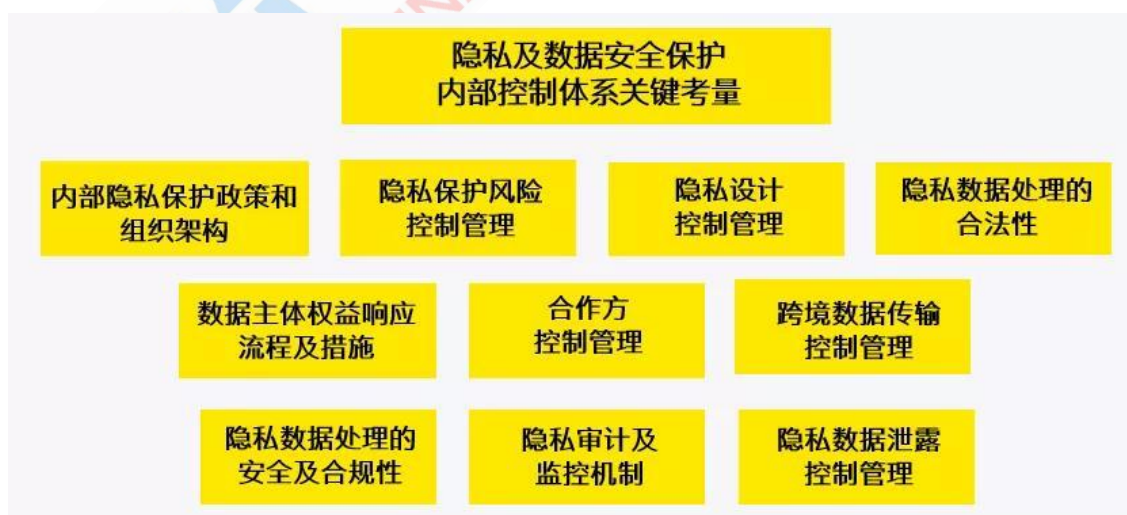 隐私及数据安全保护
内部控制体系关键考量
内部隐私保护政策和
组织架构
隐私保护风险
控制管理
隐私设计
控制管理
隐私数据处理的
合法性
数据主体权益响应
流程及措施
合作方
控制管理
跨境数据传输
控制管理
隐私数据处理的
安全及合规性
隐私审计及
监控机制
隐私数据泄露
控制管理